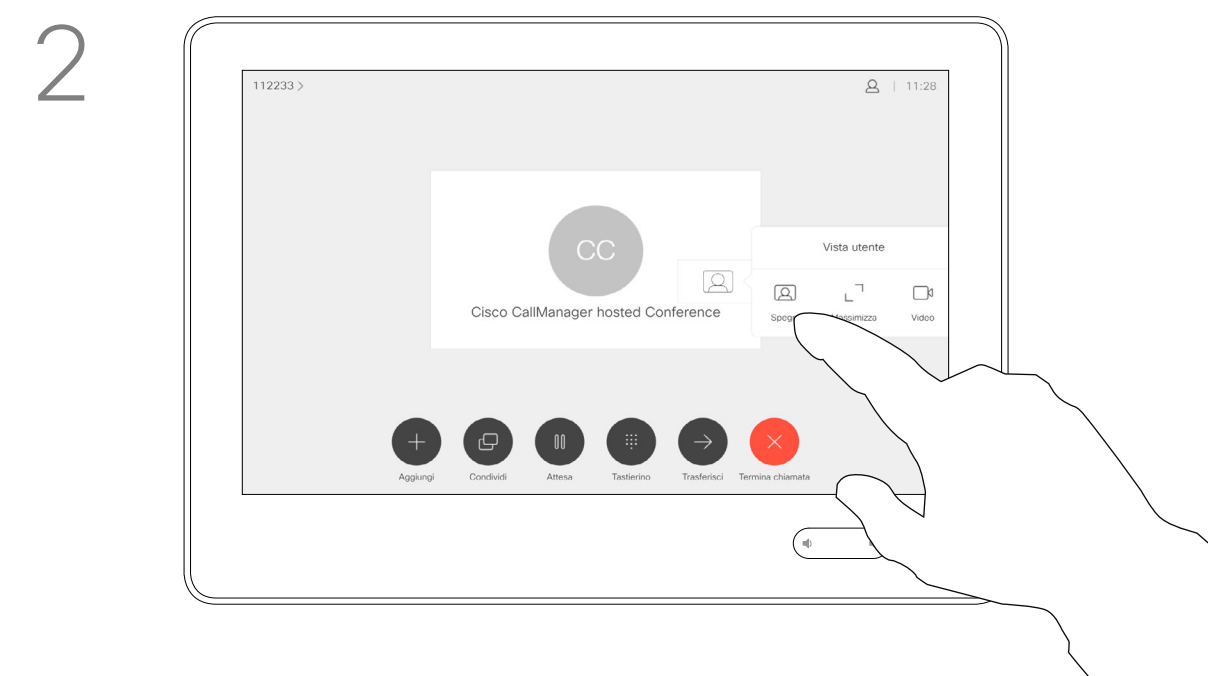 2
112233 >
11:28
CC
Cisco CallManager hosted Conference
Vista utente
Video
Aggiungi
Condividi
Attesa
Tastierino
Trasferisci
Termina chiamata